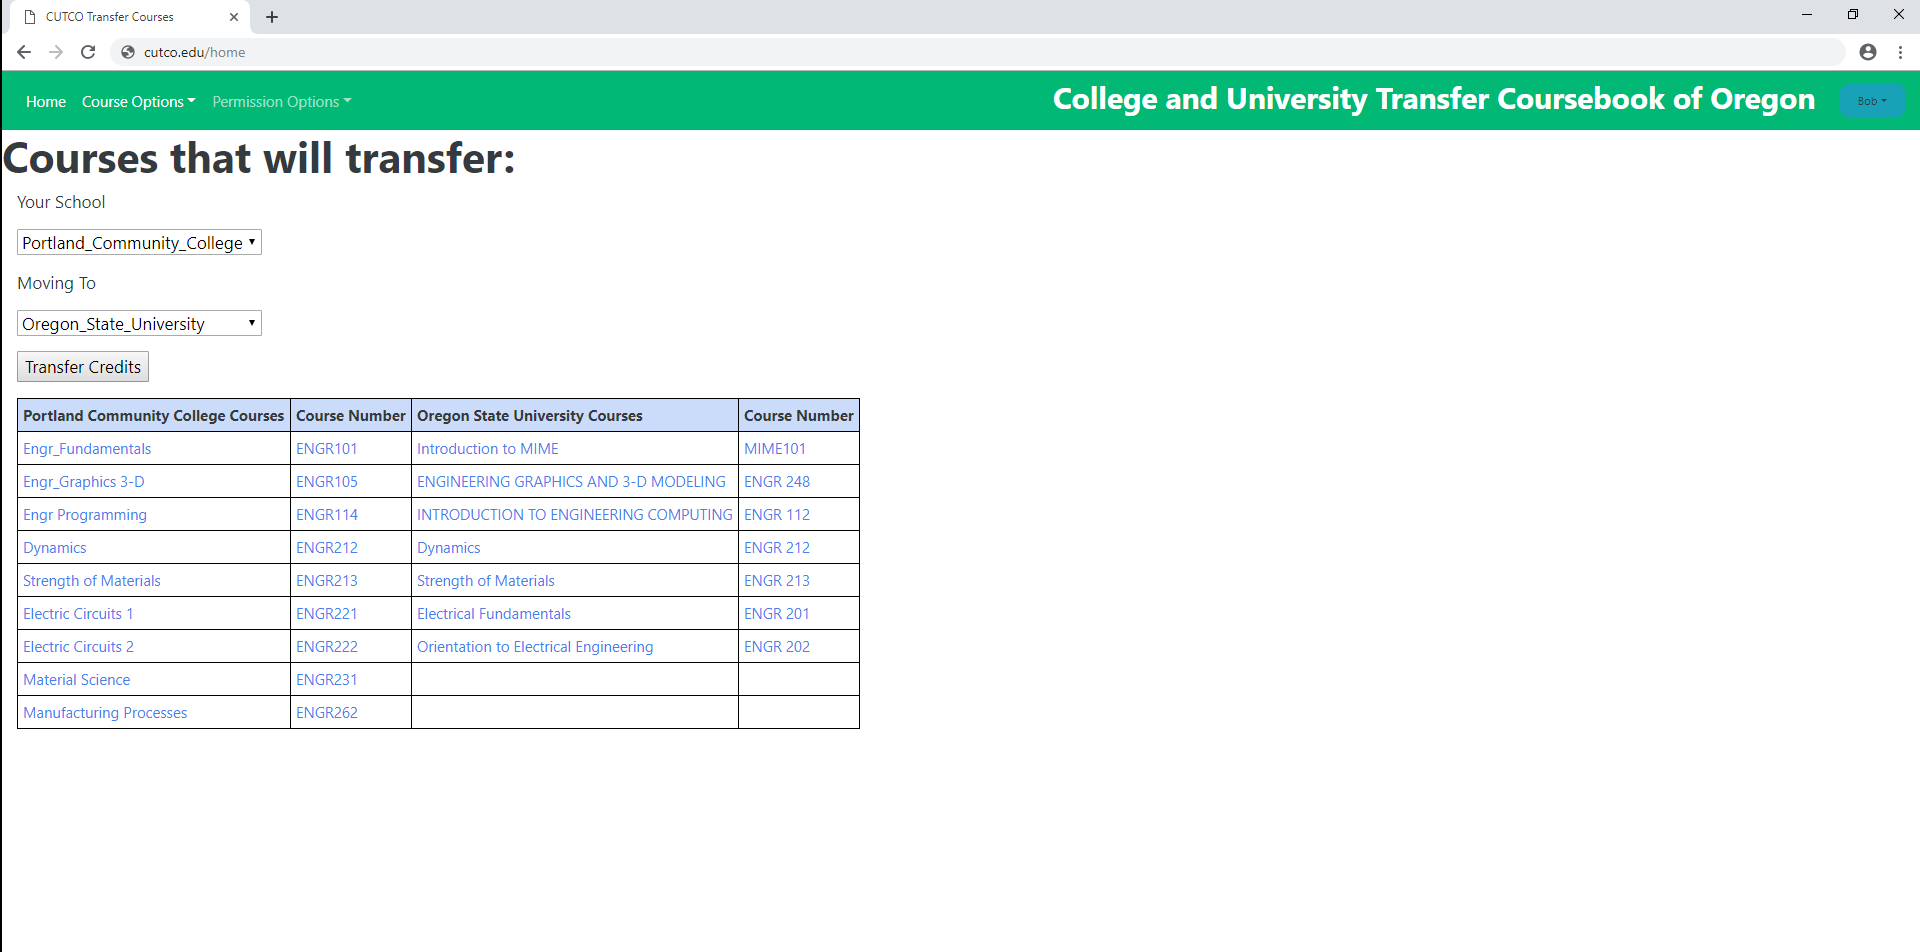 CUTCO Transfer Courses
cutco.edu/home
Home Course Options Permission Options College and University Transfer Coursebook of Oregon Bob
Courses that will transfer:
Your School
Portland_Community_College
Moving To
Oregon_State_University
Transfer Credits
Portland Community College Courses Course Number Oregon State University Courses Course Number
Engr_Fundamentals ENGR101 Introduction to MIME MIME101
Engr_Graphics 3-D ENGR105 ENGINEERING GRAPHICS AND 3-D MODELING ENGR 248
Engr Programming ENGR114 INTRODUCTION TO ENGINEERING COMPUTING ENGR 112
Dynamics ENGR212 Dynamics ENGR 212
Strength of Materials ENGR213 Strength of Materials ENGR 213
Electric Circuits 1 ENGR221 Electrical Fundamentals ENGR 201
Electric Circuits 2 ENGR222 Orientation to Electrical Engineering ENGR 202
Material Science ENGR231
Manufacturing Processes ENGR262